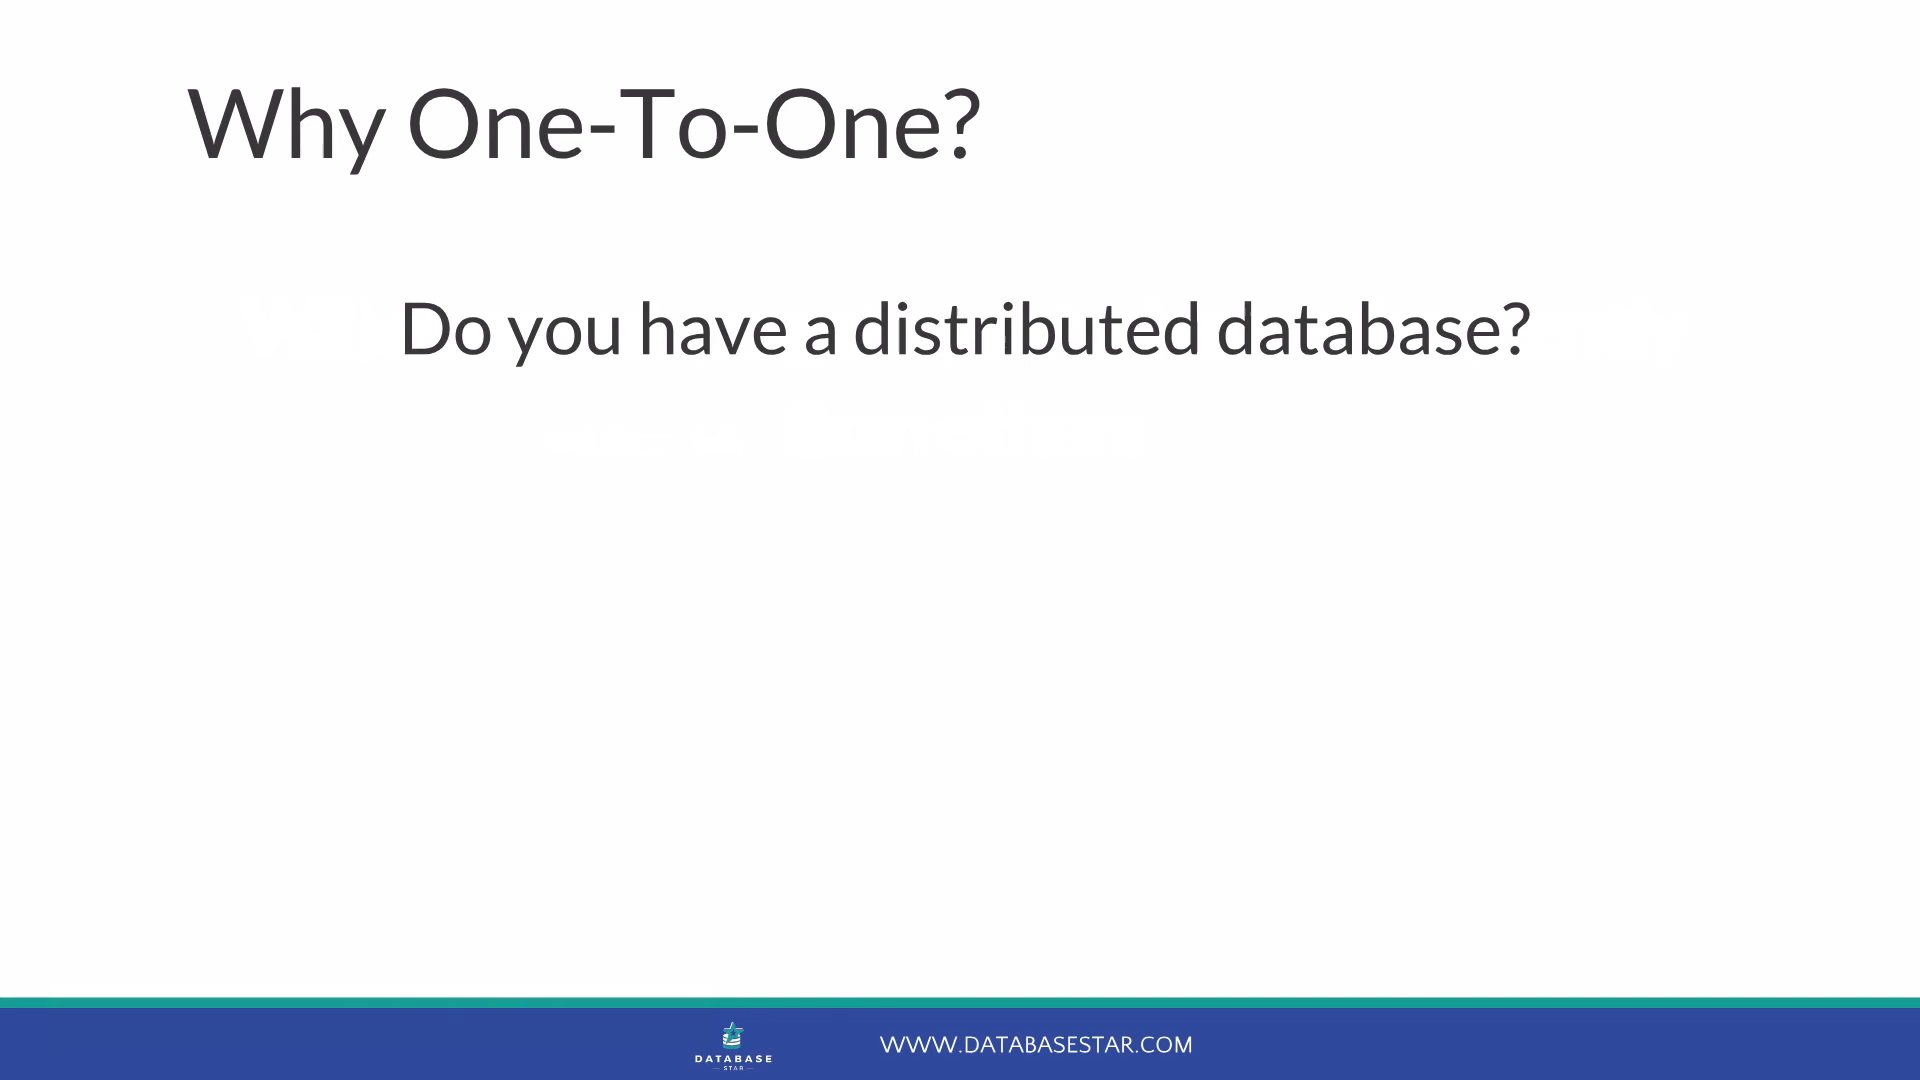 Why One-To-One?
Do you have a distributed database?
DATABASE
STAR
WWW.DATABASESTAR.COM